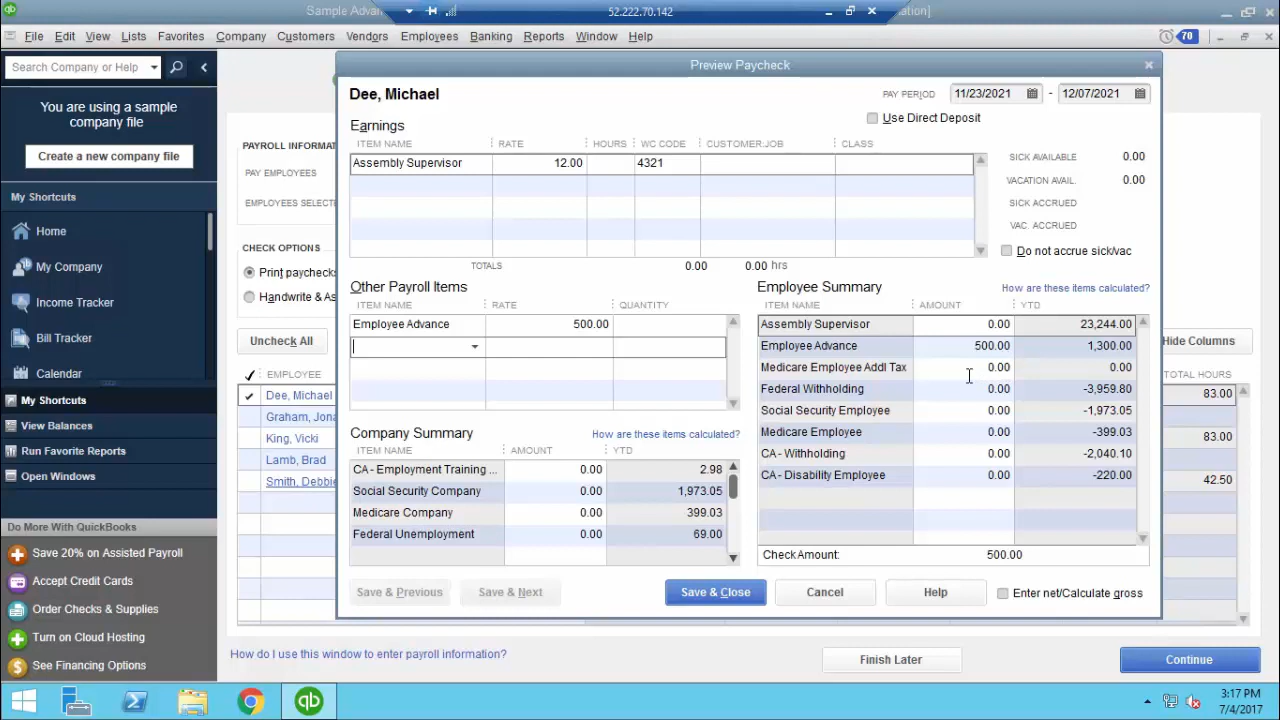 Sample Adva
52.222.70.142
ation]
File Edit View Lists Favorites Company Customers Vendors Employees Banking Reports Window Help
70
Search Company or Help
You are using a sample
company file
Create a new company file
My Shortcuts
Home
My Company
Income Tracker
Bill Tracker
Calendar
My Shortcuts
View Balances
Run Favorite Reports
Open Windows
Do More With QuickBooks
Save 20% on Assisted Payroll
Accept Credit Cards
Order Checks & Supplies
Turn on Cloud Hosting
See Financing Options
PAYROLL INFORMA
PAY EMPLOYEES
EMPLOYEES SELECTI
CHECK OPTIONS
Print paychecks
Handwrite & As
Uncheck All
Hide Columns
EMPLOYEE
TOTAL HOURS
Dee, Michael
83.00
Graham, Jona
King, Vicki
83.00
Lamb, Brad
Smith, Debbie
42.50
Preview Paycheck
Dee, Michael
PAY PERIOD 11/23/2021 - 12/07/2021
Use Direct Deposit
Earnings
ITEM NAME RATE HOURS WC CODE CUSTOMER:JOB CLASS
Assembly Supervisor 12.00 4321
TOTALS 0.00 0.00 hrs
SICK AVAILABLE 0.00
VACATION AVAIL. 0.00
SICK ACCRUED
VAC. ACCRUED
Do not accrue sick/vac
Other Payroll Items
ITEM NAME RATE QUANTITY
Employee Advance 500.00
Company Summary How are these items calculated?
ITEM NAME AMOUNT YTD
CA - Employment Training ... 0.00 2.98
Social Security Company 0.00 1,973.05
Medicare Company 0.00 399.03
Federal Unemployment 0.00 69.00
Employee Summary How are these items calculated?
ITEM NAME AMOUNT YTD
Assembly Supervisor 0.00 23,244.00
Employee Advance 500.00 1,300.00
Medicare Employee Addl Tax 0.00 0.00
Federal Withholding 0.00 -3,959.80
Social Security Employee 0.00 -1,973.05
Medicare Employee 0.00 -399.03
CA - Withholding 0.00 -2,040.10
CA - Disability Employee 0.00 -220.00
Check Amount: 500.00
Save & Previous Save & Next Save & Close Cancel Help Enter net/Calculate gross
How do I use this window to enter payroll information?
Finish Later Continue
qb
3:17 PM
7/4/2017